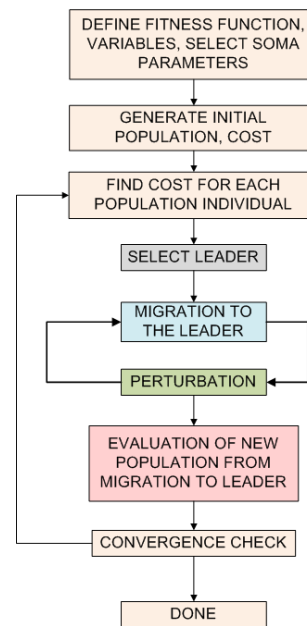 DEFINE FITNESS FUNCTION,
VARIABLES, SELECT SOMA
PARAMETERS
GENERATE INITIAL
POPULATION, COST
FIND COST FOR EACH
POPULATION INDIVIDUAL
SELECT LEADER
MIGRATION TO
THE LEADER
PERTURBATION
EVALUATION OF NEW
POPULATION FROM
MIGRATION TO LEADER
CONVERGENCE CHECK
DONE